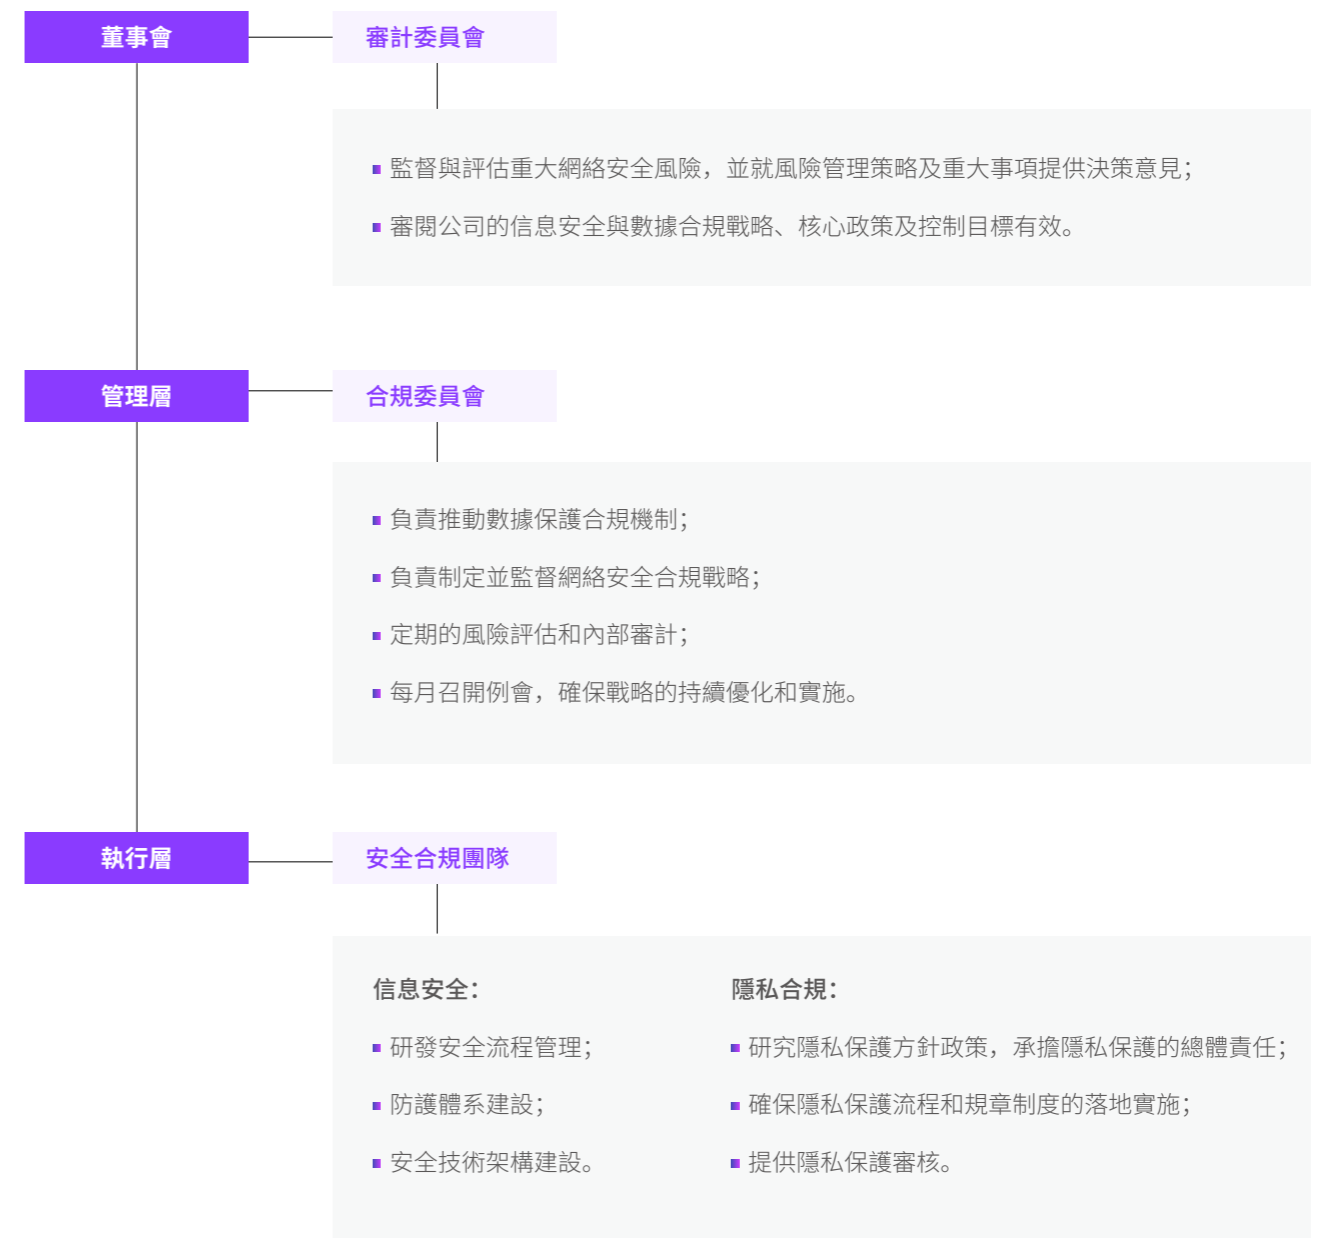 董事會
審計委員會
監督與評估重大網絡安全風險，並就風險管理策略及重大事項提供決策意見；
審閱公司的信息安全與數據合規戰略、核心政策及控制目標有效。
管理層
合規委員會
負責推動數據保護合規機制；
負責制定並監督網絡安全合規戰略；
定期的風險評估和內部審計；
每月召開例會，確保戰略的持續優化和實施。
執行層
安全合規團隊
信息安全：
研發安全流程管理；
防護體系建設；
安全技術架構建設。
隱私合規：
研究隱私保護方針政策，承擔隱私保護的總體責任；
確保隱私保護流程和規章制度的落地實施；
提供隱私保護審核。